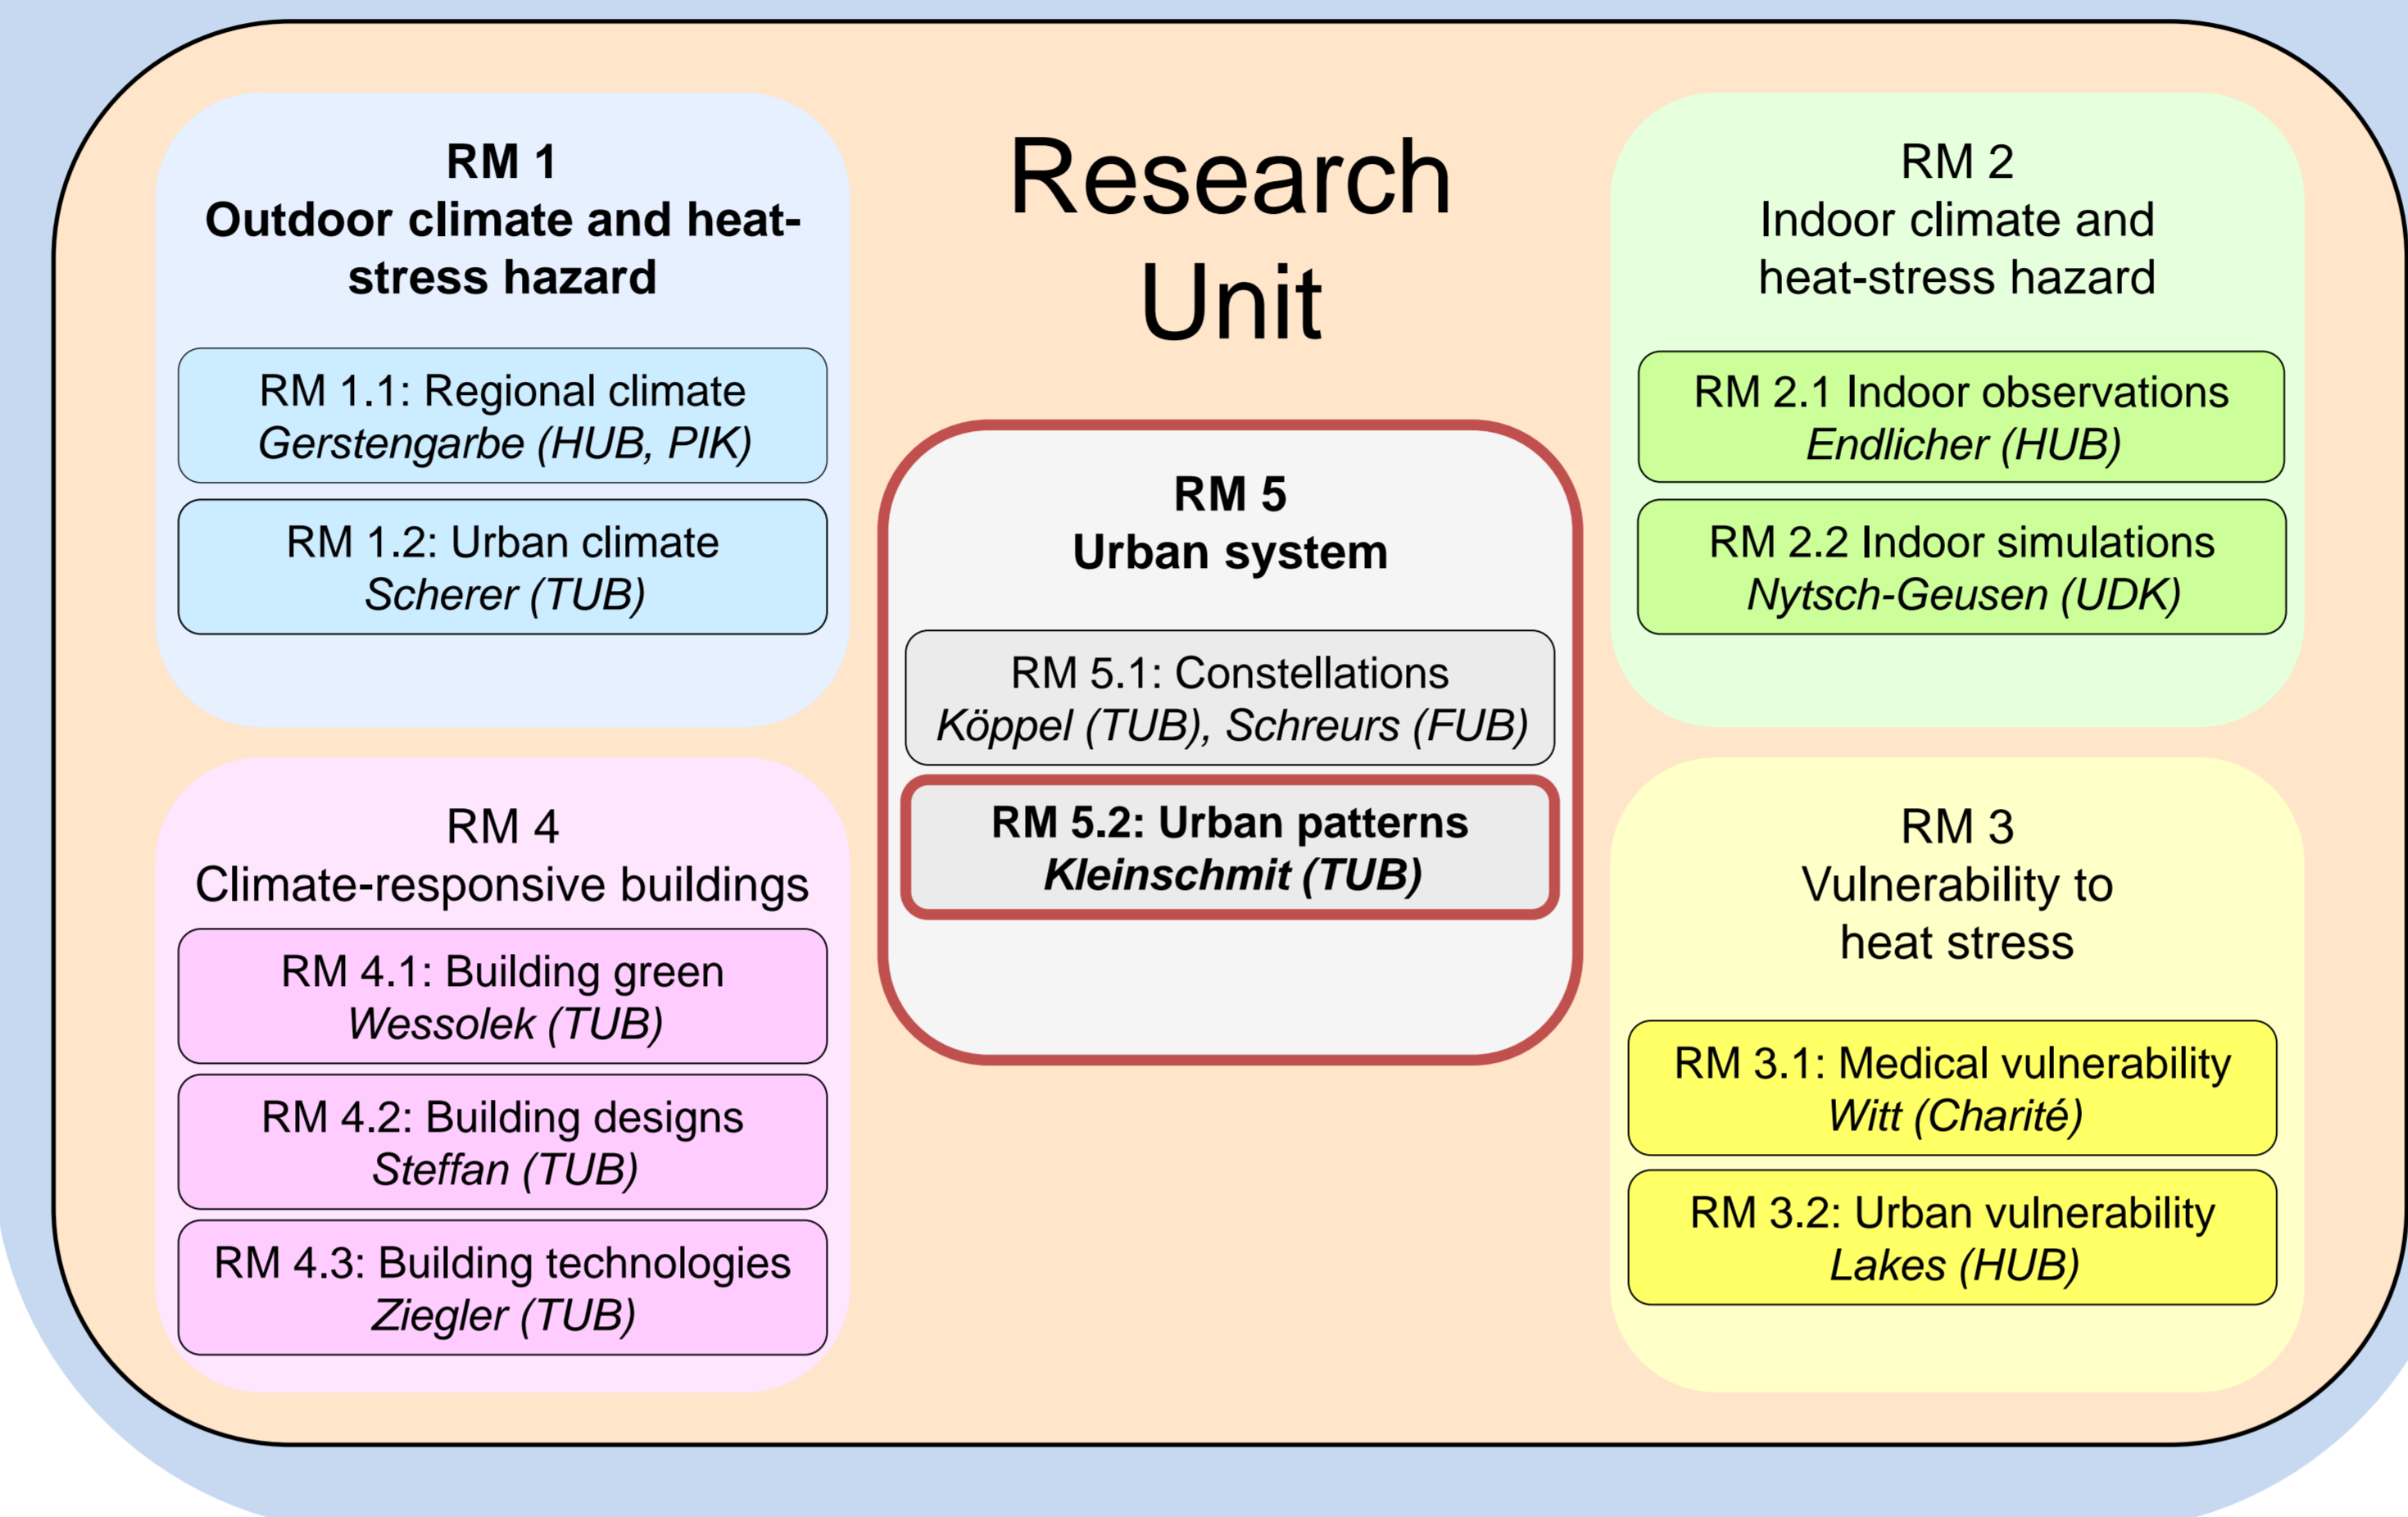 Research
Unit
RM 1
Outdoor climate and heat-
stress hazard
RM 1.1: Regional climate
Gerstengarbe (HUB, PIK)
RM 1.2: Urban climate
Scherer (TUB)
RM 2
Indoor climate and
heat-stress hazard
RM 2.1 Indoor observations
Endlicher (HUB)
RM 2.2 Indoor simulations
Nytsch-Geusen (UDK)
RM 5
Urban system
RM 5.1: Constellations
Köppel (TUB), Schreurs (FUB)
RM 5.2: Urban patterns
Kleinschmit (TUB)
RM 4
Climate-responsive buildings
RM 4.1: Building green
Wessolek (TUB)
RM 4.2: Building designs
Steffan (TUB)
RM 4.3: Building technologies
Ziegler (TUB)
RM 3
Vulnerability to
heat stress
RM 3.1: Medical vulnerability
Witt (Charité)
RM 3.2: Urban vulnerability
Lakes (HUB)